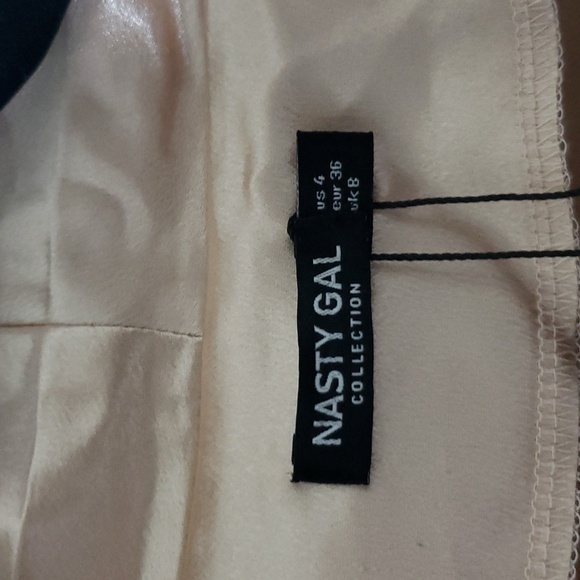 NASTY GAL
COLLECTION
us 4
eur 36
uk 8